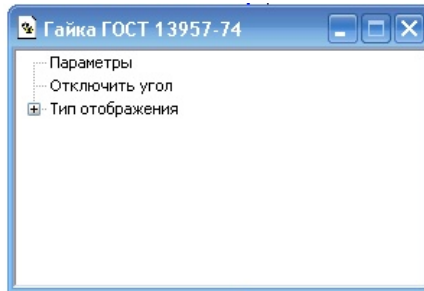 Гайка ГОСТ 13957-74
Параметры
Отключить угол
Тип отображения